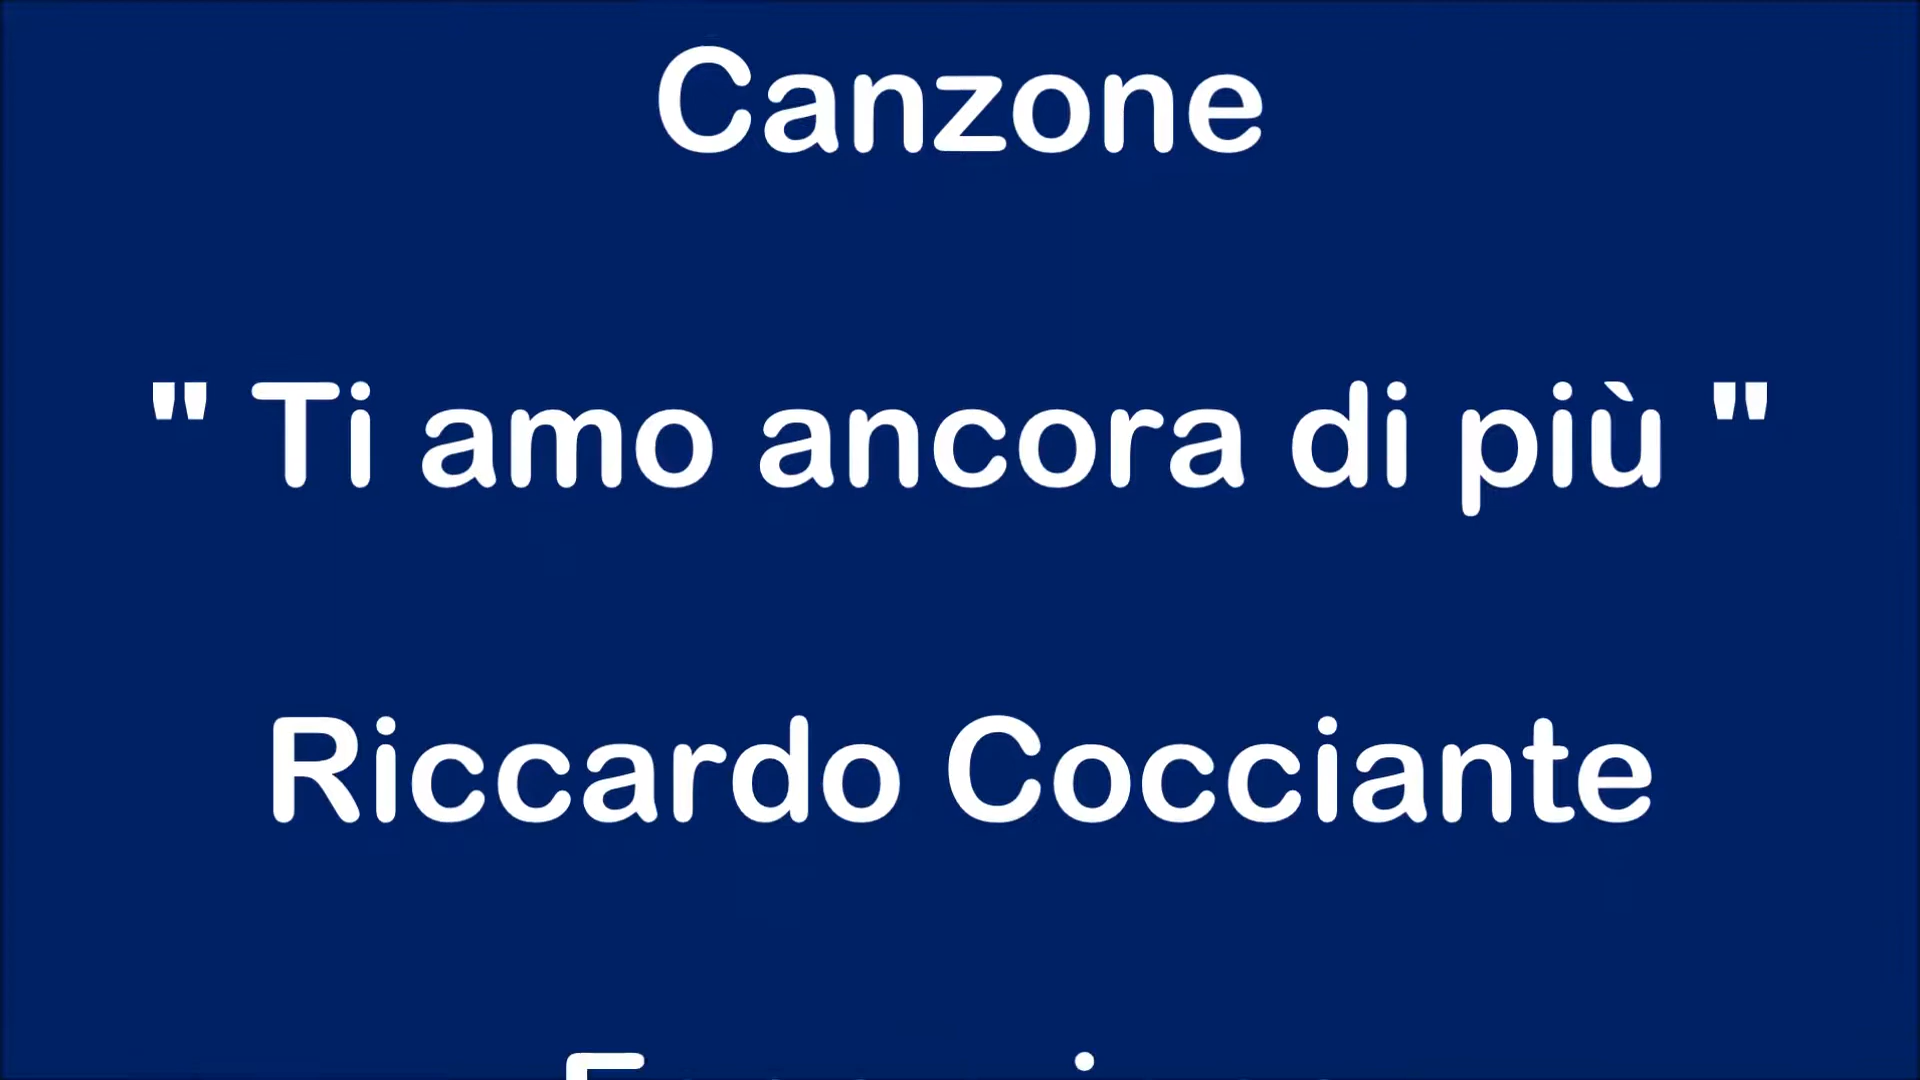 Canzone
" Ti amo ancora di più "
Riccardo Cocciante